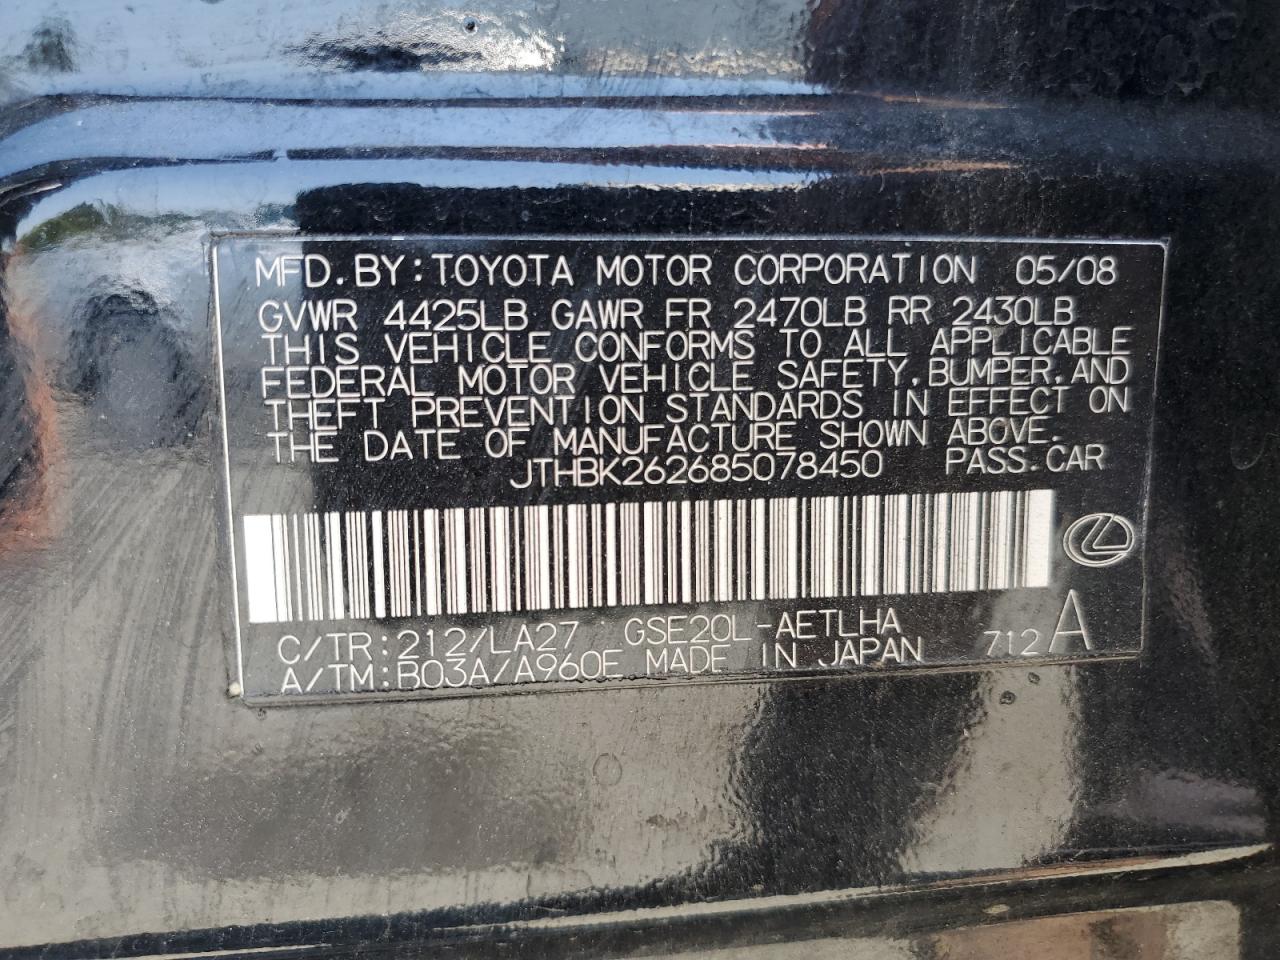 MFD.BY:TOYOTA MOTOR CORPORATION 05/08
GVWR 4425LB GAWR FR 2470LB RR 2430LB
THIS VEHICLE CONFORMS TO ALL APPLICABLE
FEDERAL MOTOR VEHICLE SAFETY,BUMPER,AND
THEFT PREVENTION STANDARDS IN EFFECT ON
THE DATE OF MANUFACTURE SHOWN ABOVE.
JTHBK262685078450 PASS.CAR
C/TR:212/LA27 GSE20L-AETLHA
A/TM:B03A/A960E MADE IN JAPAN 712A